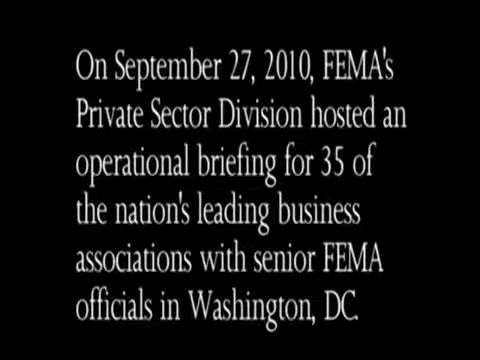 On September 27, 2010, FEMA's
Private Sector Division hosted an
operational briefing for 35 of
the nation's leading business
associations with senior FEMA
officials in Washington, DC.